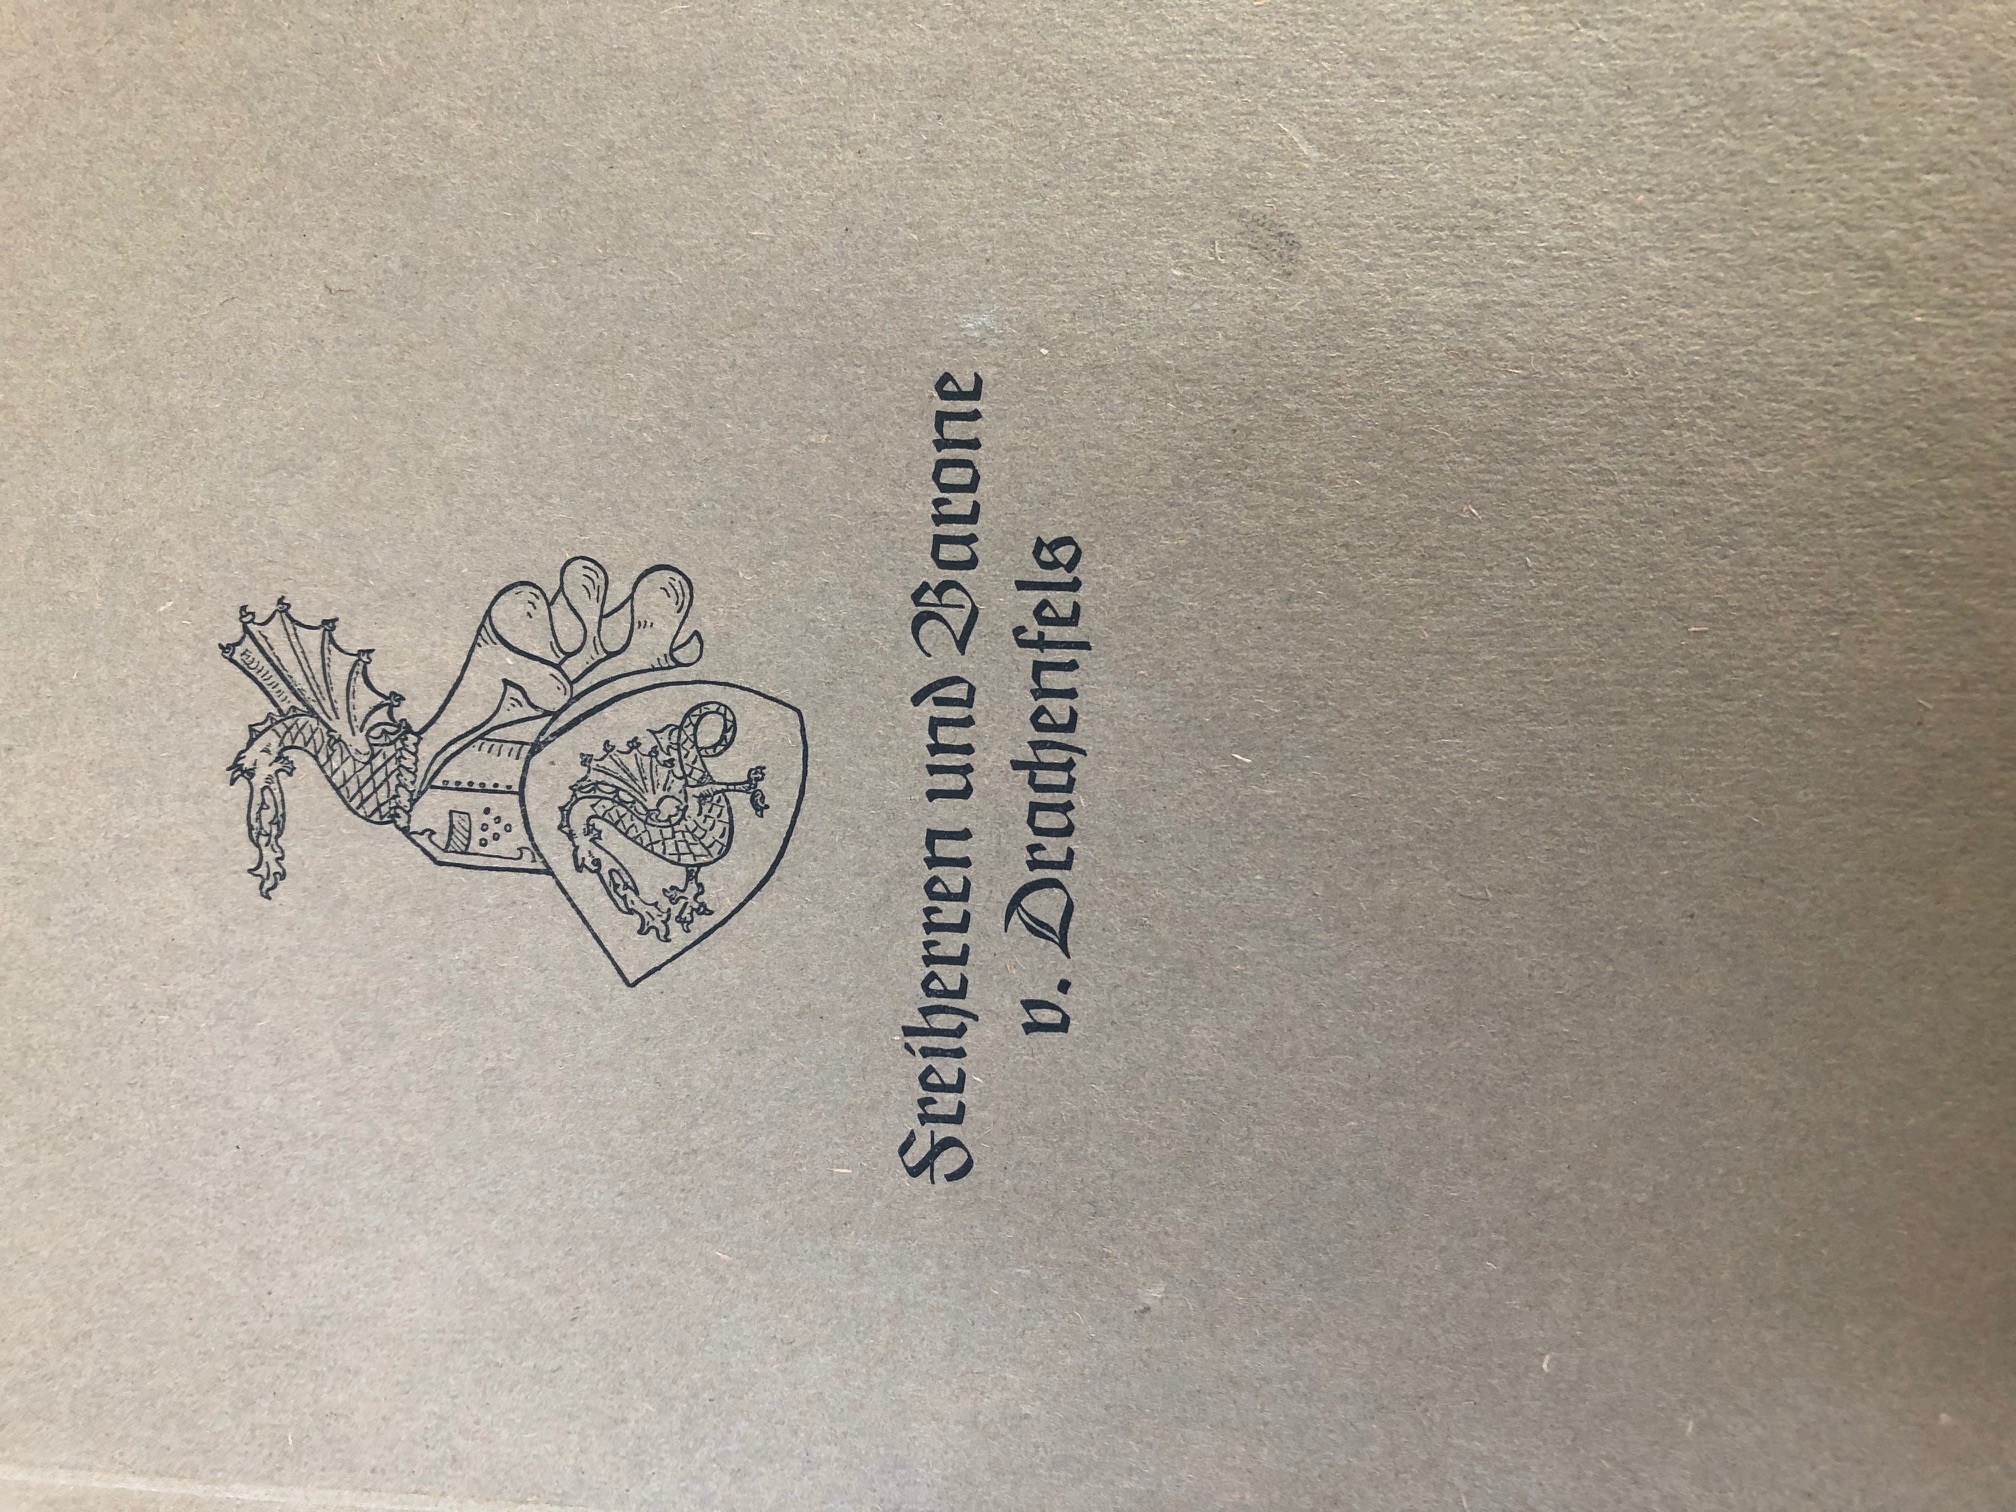 Freiherren und Barone
v. Drachenfels